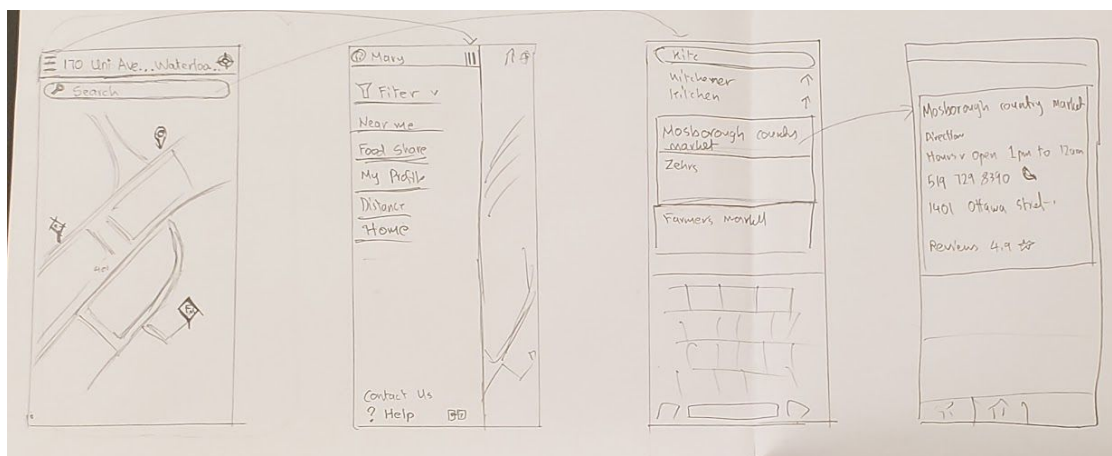 170 Uni Ave... Waterloo...
Search
G
Mary
Fiter
Near me
Food Share
My Profile
Distance
Home
Contact Us
? Help
Kitc
Kitchener
Kitchen
Mosborough country
market
Zehrs
Farmers market
Mosborough country market
Direction
Hours Open 1pm to 12am
519 729 8390
1401 Ottawa Street..
Reviews 4.9